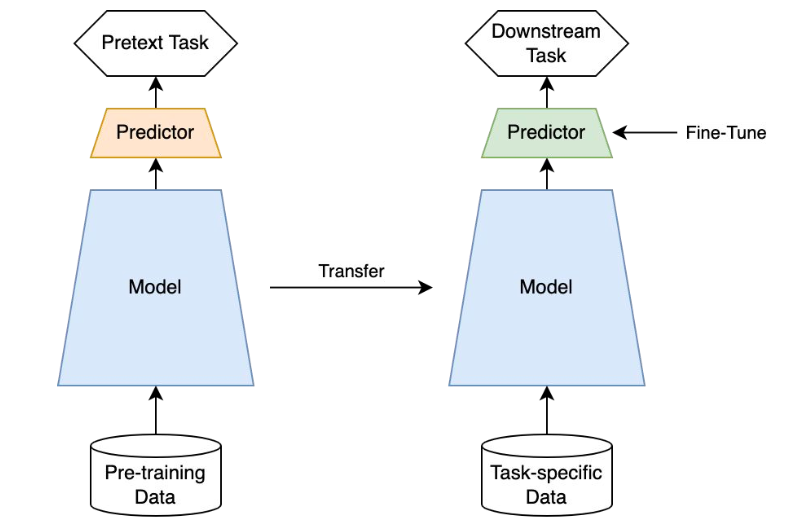 Pretext Task
Downstream
Task
Predictor
Predictor
Fine-Tune
Model
Transfer
Model
Pre-training
Data
Task-specific
Data